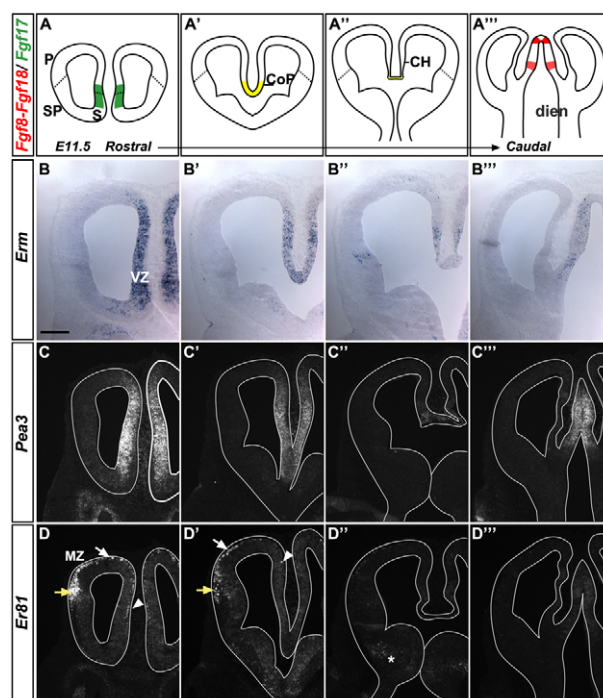 Fgf8-Fgf18/ Fgf17
A
A'
A''
A'''
P
SP
S
CoP
CH
dien
E11.5 Rostral
Caudal
Erm
B
B'
B''
B'''
VZ
Pea3
C
C'
C''
C'''
Er81
D
D'
D''
D'''
MZ
*